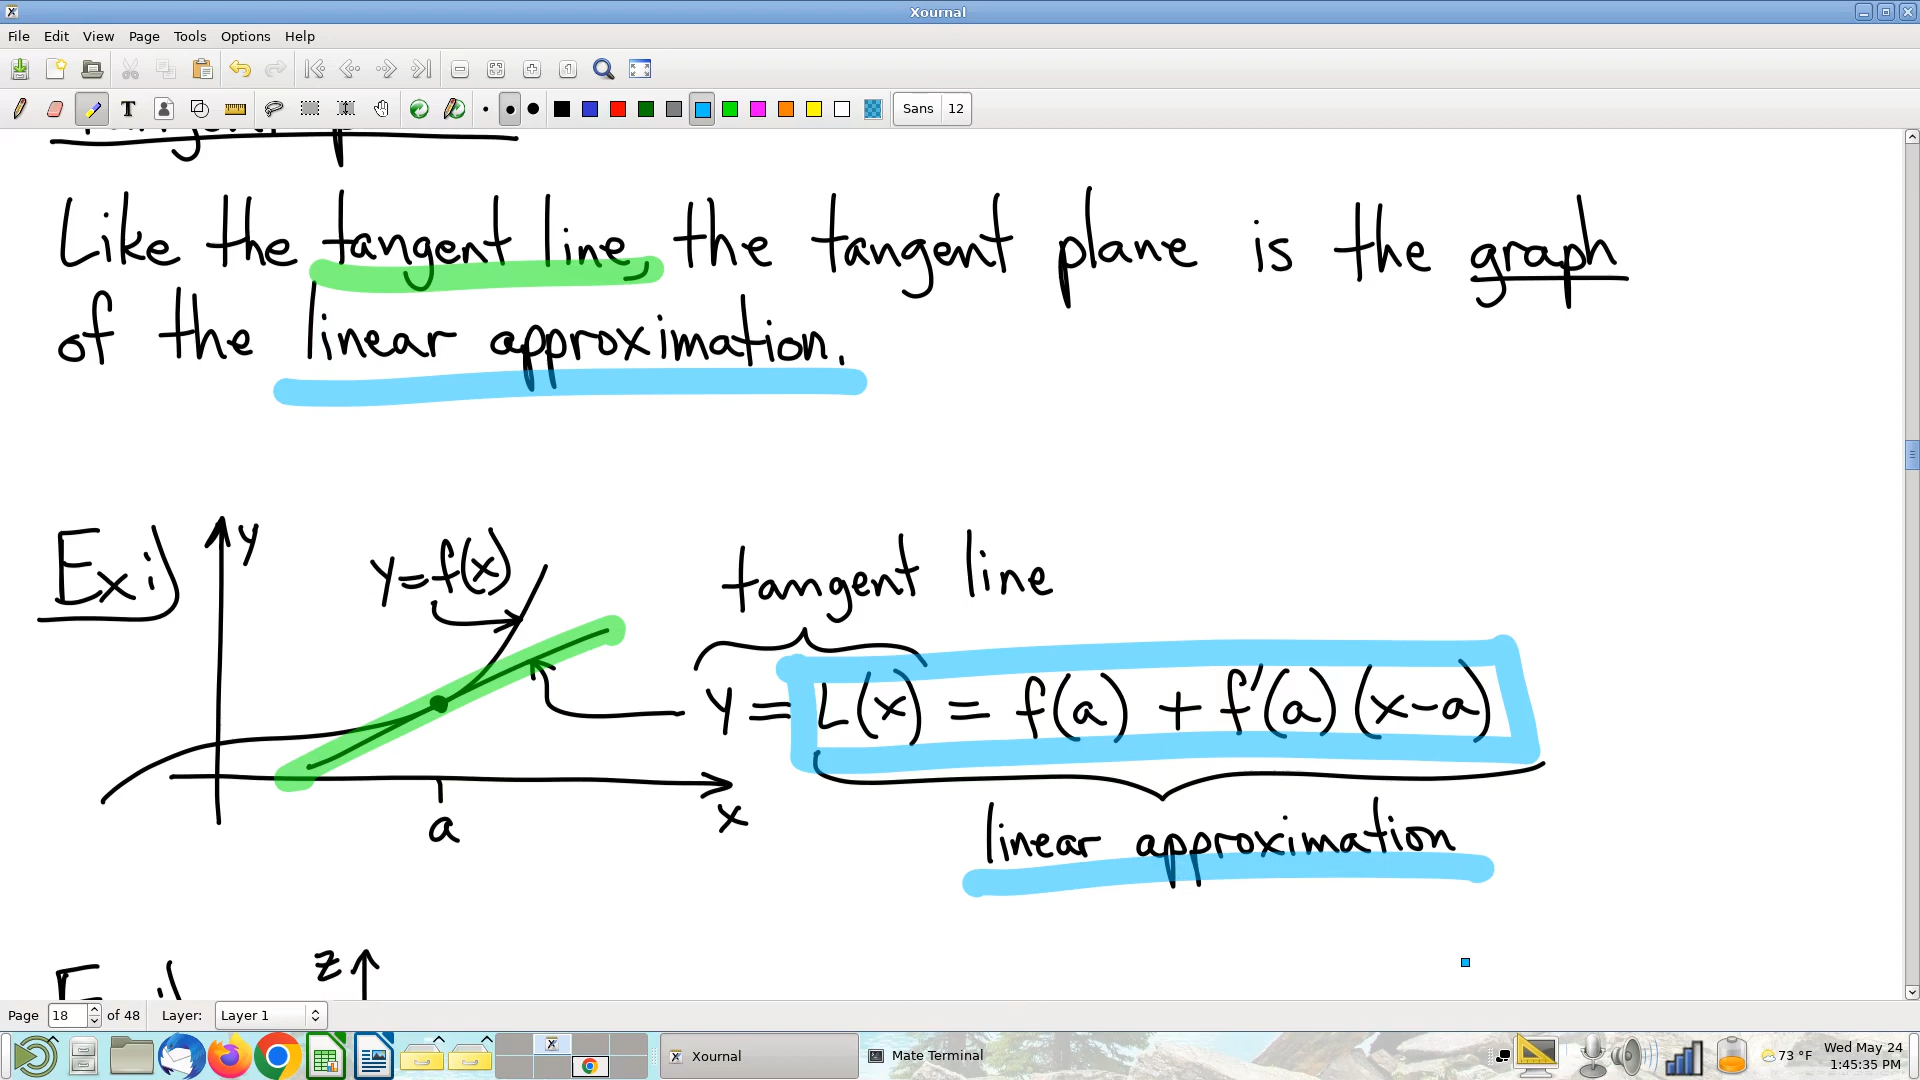 Xournal
File Edit View Page Tools Options Help
Sans 12
Like the tangent line, the tangent plane is the graph
of the linear approximation.
Ex:)
y
y=f(x)
tangent line
y = L(x) = f(a) + f'(a)(x-a)
a
x
linear approximation
z
Page 18 of 48 Layer: Layer 1
Xournal
Mate Terminal
73 °F
Wed May 24
1:45:35 PM